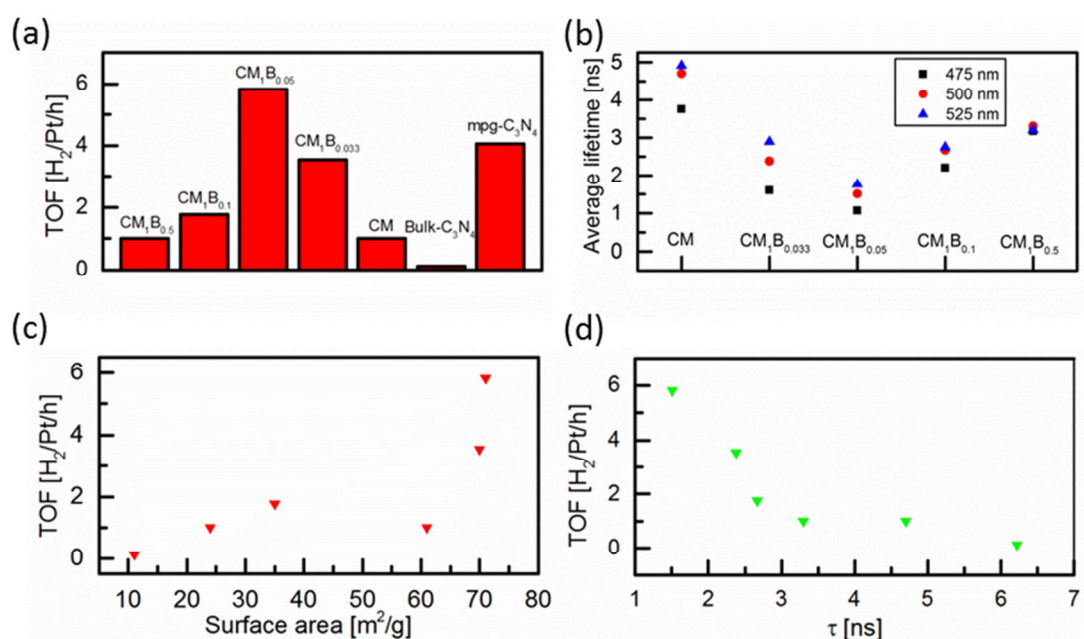 (a)
TOF [H₂/Pt/h]
6
4
2
0
CM₁B₀.₅
CM₁B₀.₁
CM₁B₀.₀₅
CM₁B₀.₀₃₃
CM
Bulk-C₃N₄
mpg-C₃N₄
(b)
Average lifetime [ns]
5
4
3
2
1
0
475 nm
500 nm
525 nm
CM
CM₁B₀.₀₃₃
CM₁B₀.₀₅
CM₁B₀.₁
CM₁B₀.₅
(c)
TOF [H₂/Pt/h]
6
4
2
0
10 20 30 40 50 60 70 80
Surface area [m²/g]
(d)
TOF [H₂/Pt/h]
6
4
2
0
1 2 3 4 5 6 7
τ [ns]